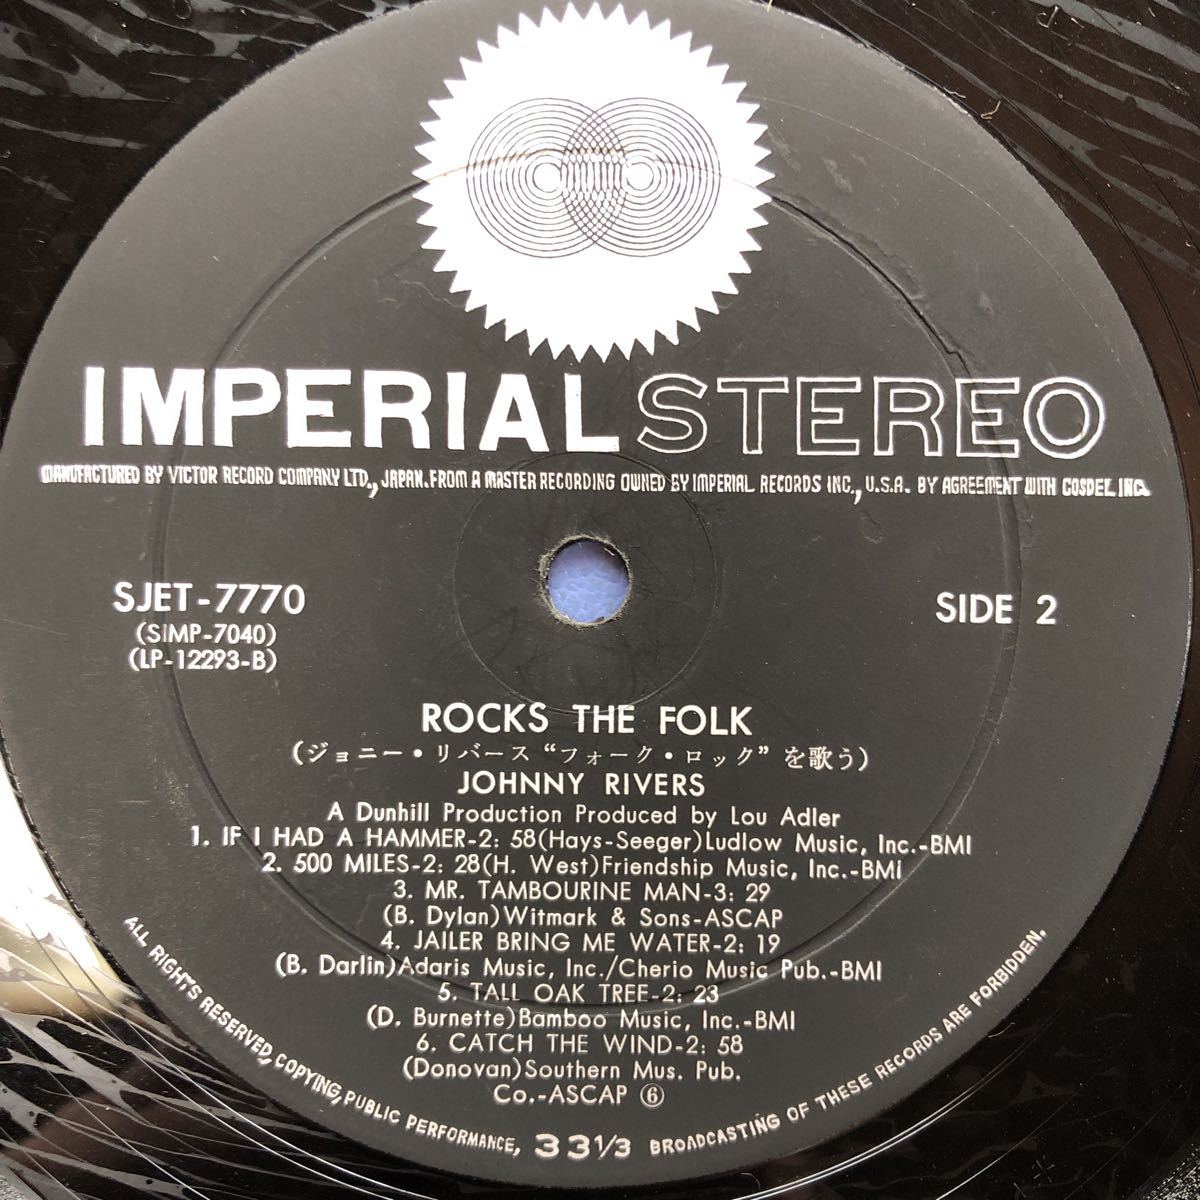 IMPERIAL STEREO
MANUFACTURED BY VICTOR RECORD COMPANY LTD., JAPAN. FROM A MASTER RECORDING OWNED BY IMPERIAL RECORDS INC., U.S.A. BY AGREEMENT WITH GOSDEL INC.
SJET-7770
(SIMP-7040)
(LP-12293-B)
SIDE 2
ROCKS THE FOLK
(ジョニー・リバース“フォーク・ロック”を歌う)
JOHNNY RIVERS
A Dunhill Production Produced by Lou Adler
1. IF I HAD A HAMMER-2: 58(Hays-Seeger)Ludlow Music, Inc.-BMI
2. 500 MILES-2: 28(H. West)Friendship Music, Inc.-BMI
3. MR. TAMBOURINE MAN-3: 29
(B. Dylan)Witmark & Sons-ASCAP
4. JAILER BRING ME WATER-2: 19
(B. Darlin)Adaris Music, Inc./Cherio Music Pub.-BMI
5. TALL OAK TREE-2: 23
(D. Burnette)Bamboo Music, Inc.-BMI
6. CATCH THE WIND-2: 58
(Donovan)Southern Mus. Pub.
Co.-ASCAP ⑥
ALL RIGHTS RESERVED, COPYING, PUBLIC PERFORMANCE, 33 1/3 BROADCASTING OF THESE RECORDS ARE FORBIDDEN.